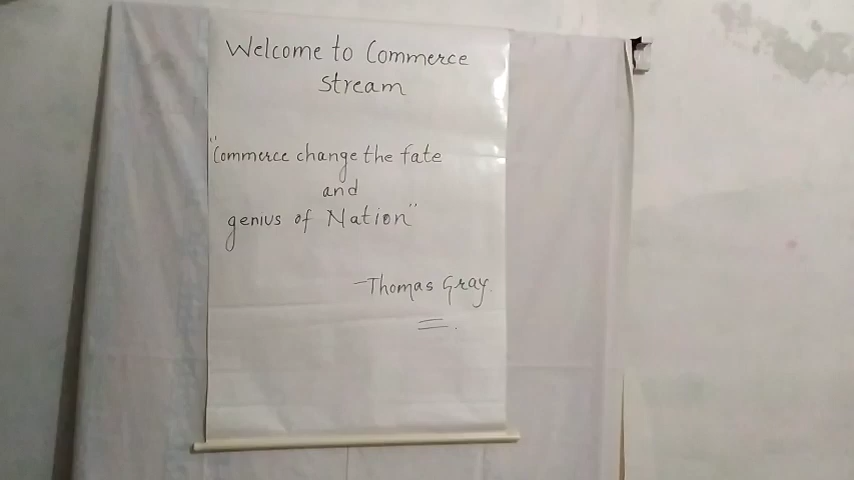 Welcome to Commerce
Stream
"Commerce change the fate
and
genius of Nation"
-Thomas Gray.